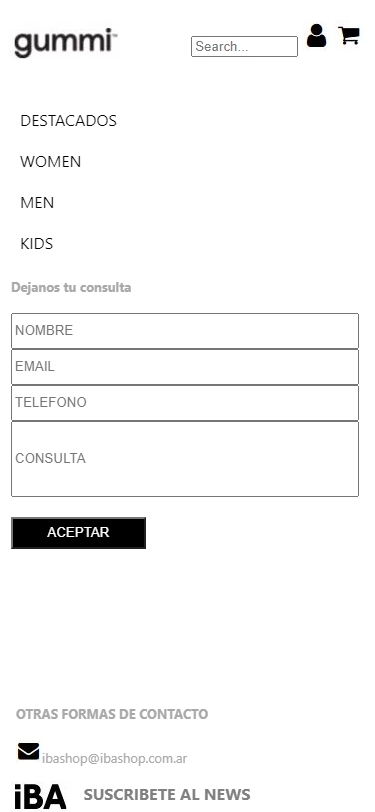 gummi™
Search...
DESTACADOS
WOMEN
MEN
KIDS
Dejanos tu consulta
NOMBRE
EMAIL
TELEFONO
CONSULTA
ACEPTAR
OTRAS FORMAS DE CONTACTO
ibashop@ibashop.com.ar
iBA SUSCRIBETE AL NEWS